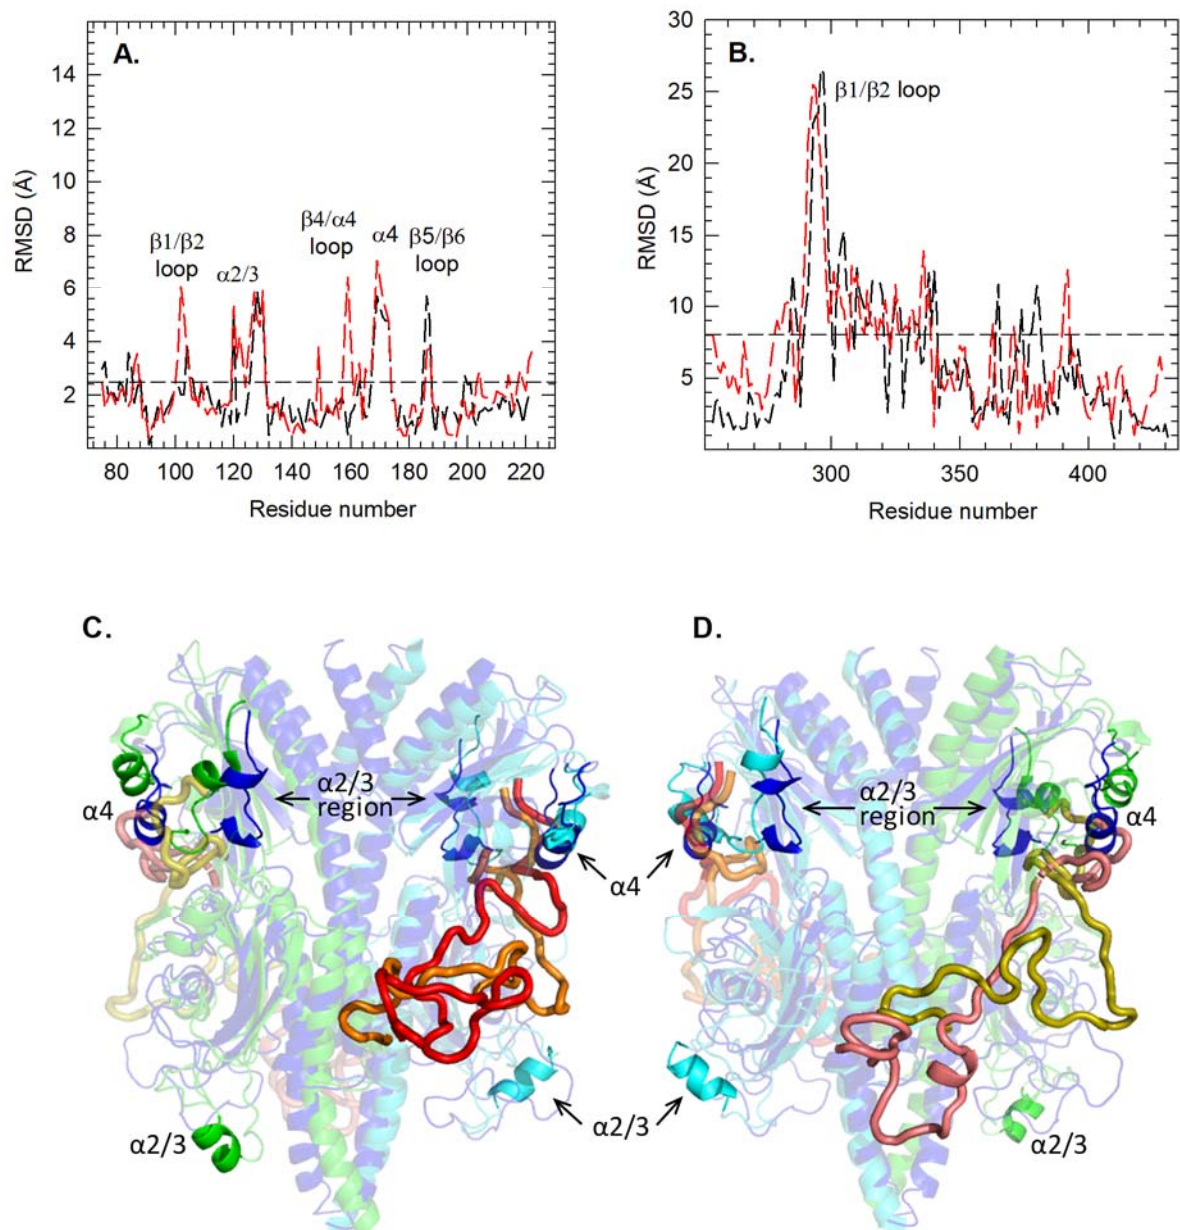 A.
RMSD (Å)
14
12
10
8
6
4
2
β1/β2
loop
α2/3
β4/α4
loop
α4
β5/β6
loop
80 100 120 140 160 180 200 220
Residue number
B.
RMSD (Å)
30
25
20
15
10
5
β1/β2 loop
300 350 400
Residue number
C.
α4
α2/3
region
α4
α2/3
α2/3
D.
α2/3
region
α4
α2/3